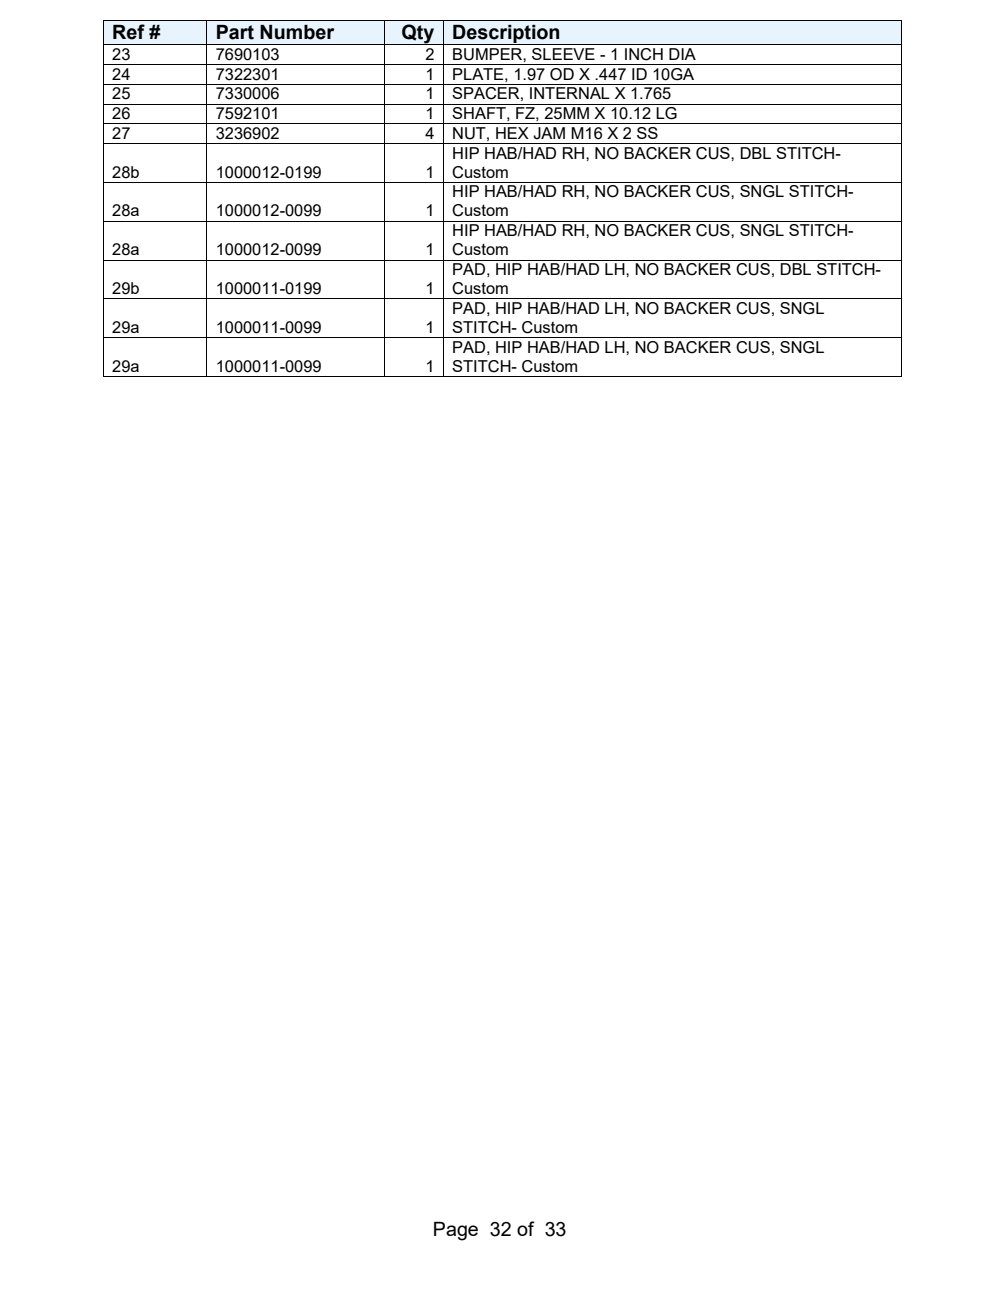 Ref # Part Number Qty Description
23 7690103 2 BUMPER, SLEEVE - 1 INCH DIA
24 7322301 1 PLATE, 1.97 OD X .447 ID 10GA
25 7330006 1 SPACER, INTERNAL X 1.765
26 7592101 1 SHAFT, FZ, 25MM X 10.12 LG
27 3236902 4 NUT, HEX JAM M16 X 2 SS
HIP HAB/HAD RH, NO BACKER CUS, DBL STITCH-
28b 1000012-0199 1 Custom
HIP HAB/HAD RH, NO BACKER CUS, SNGL STITCH-
28a 1000012-0099 1 Custom
HIP HAB/HAD RH, NO BACKER CUS, SNGL STITCH-
28a 1000012-0099 1 Custom
PAD, HIP HAB/HAD LH, NO BACKER CUS, DBL STITCH-
29b 1000011-0199 1 Custom
PAD, HIP HAB/HAD LH, NO BACKER CUS, SNGL
29a 1000011-0099 1 STITCH- Custom
PAD, HIP HAB/HAD LH, NO BACKER CUS, SNGL
29a 1000011-0099 1 STITCH- Custom
Page 32 of 33